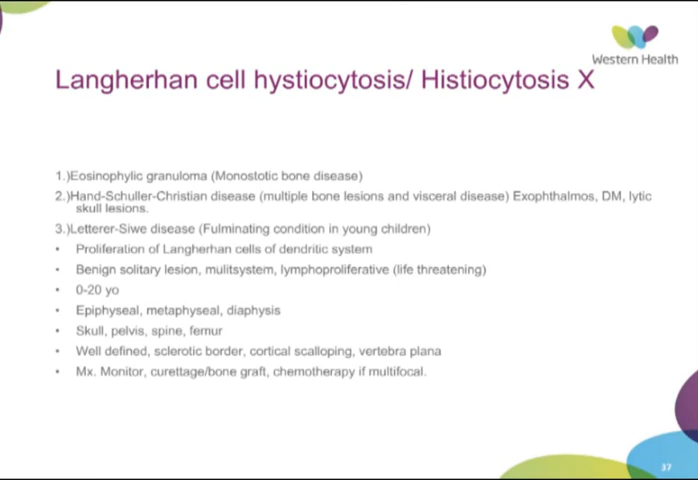 Western Health
Langherhan cell hystiocytosis/ Histiocytosis X
1.)Eosinophylic granuloma (Monostotic bone disease)
2.)Hand-Schuller-Christian disease (multiple bone lesions and visceral disease) Exophthalmos, DM, lytic
skull lesions.
3.)Letterer-Siwe disease (Fulminating condition in young children)
• Proliferation of Langherhan cells of dendritic system
• Benign solitary lesion, mulitsystem, lymphoproliferative (life threatening)
• 0-20 yo
• Epiphyseal, metaphyseal, diaphysis
• Skull, pelvis, spine, femur
• Well defined, sclerotic border, cortical scalloping, vertebra plana
• Mx. Monitor, curettage/bone graft, chemotherapy if multifocal.
37